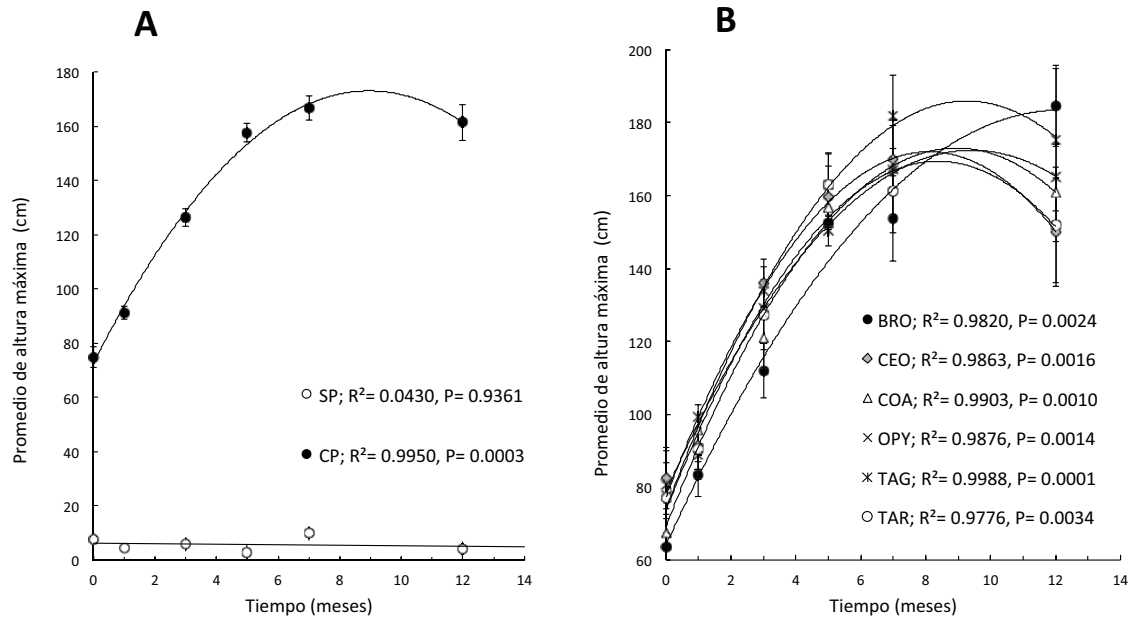 A
Promedio de altura máxima (cm)
180
160
140
120
100
80
60
40
20
0
SP; R²= 0.0430, P= 0.9361
CP; R²= 0.9950, P= 0.0003
0 2 4 6 8 10 12 14
Tiempo (meses)
B
Promedio de altura máxima (cm)
200
180
160
140
120
100
80
60
BRO; R²= 0.9820, P= 0.0024
CEO; R²= 0.9863, P= 0.0016
COA; R²= 0.9903, P= 0.0010
OPY; R²= 0.9876, P= 0.0014
TAG; R²= 0.9988, P= 0.0001
TAR; R²= 0.9776, P= 0.0034
0 2 4 6 8 10 12 14
Tiempo (meses)